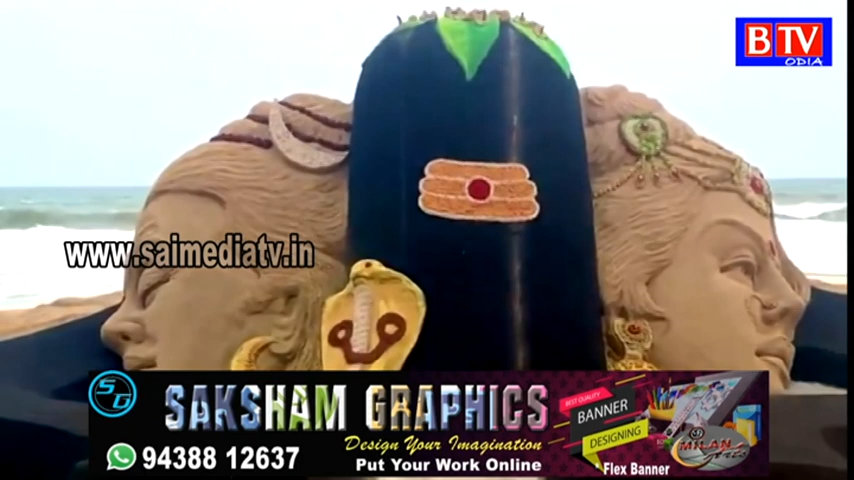 BTV
ODIA
www.saimediatv.in
SG
SAKSHAM GRAPHICS
Design Your Imagination
94388 12637
Put Your Work Online
BEST QUALITY
BANNER
DESIGNING
Flex Banner
MILAN